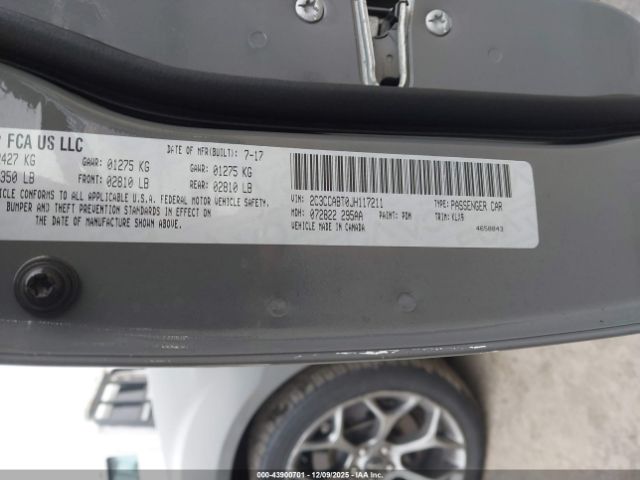 FCA US LLC
DATE OF MFR(BUILT): 7-17
427 KG GAWR: 01275 KG GAWR: 01275 KG
350 LB FRONT: 02810 LB REAR: 02810 LB
VEHICLE CONFORMS TO ALL APPLICABLE U.S.A. FEDERAL MOTOR VEHICLE SAFETY,
BUMPER AND THEFT PREVENTION STANDARDS IN EFFECT ON
THE DATE OF MANUFACTURE SHOWN ABOVE.
VIN: 2C3CCABT0JH117211 TYPE: PASSENGER CAR
MDH: 072822 295AA PAINT: PDN TRIM: KLX9
VEHICLE MADE IN CANADA 4658843
000-43900701 - 12/09/2025 - IAA Inc.